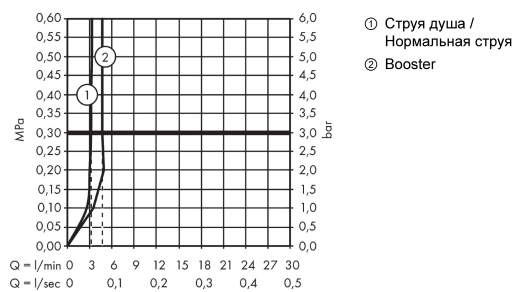 0,60 6,0 ① Струя душа /
0,55 5,5 Нормальная струя
0,50 ② 5,0 ② Booster
0,45 4,5
0,40 ① 4,0
0,35 3,5
MPa 0,30 3,0 bar
0,25 2,5
0,20 2,0
0,15 1,5
0,10 1,0
0,05 0,5
0,00 0,0
Q = l/min 0 3 6 9 12 15 18 21 24 27 30
Q = l/sec 0 0,1 0,2 0,3 0,4 0,5